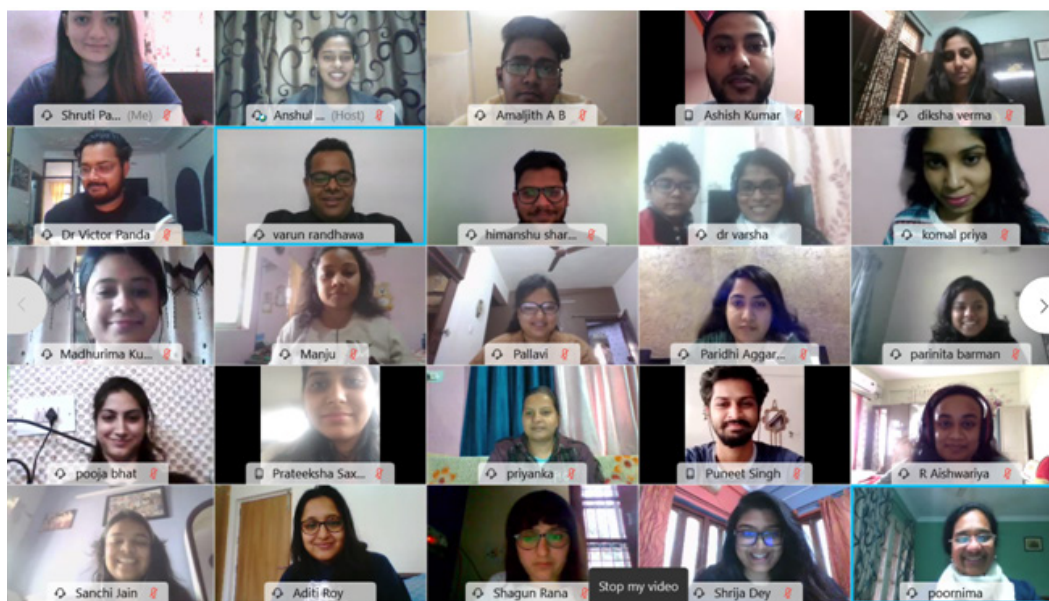 Shruti Pa... (Me)
Anshul ... (Host)
Amaljith A B
Ashish Kumar
diksha verma
Dr Victor Panda
varun randhawa
himanshu shar...
dr varsha
komal priya
Madhurima Ku...
Manju
Pallavi
Paridhi Aggar...
parinita barman
pooja bhat
Prateeksha Sax...
priyanka
Puneet Singh
R Aishwariya
Sanchi Jain
Aditi Roy
Shagun Rana
Stop my video
Shrija Dey
poornima